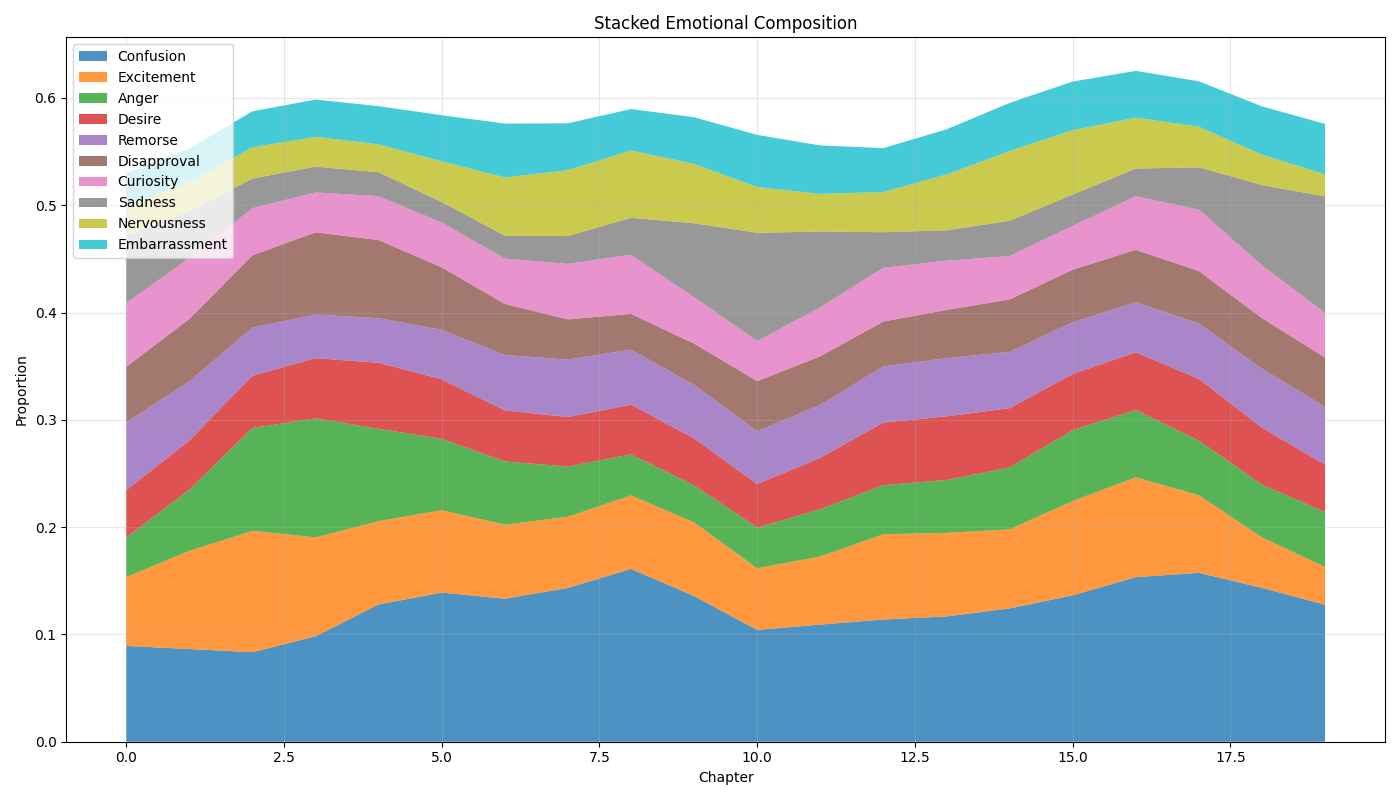 Stacked Emotional Composition
Confusion
Excitement
Anger
Desire
Remorse
Disapproval
Curiosity
Sadness
Nervousness
Embarrassment
Proportion
0.6
0.5
0.4
0.3
0.2
0.1
0.0
0.0 2.5 5.0 7.5 10.0 12.5 15.0 17.5
Chapter